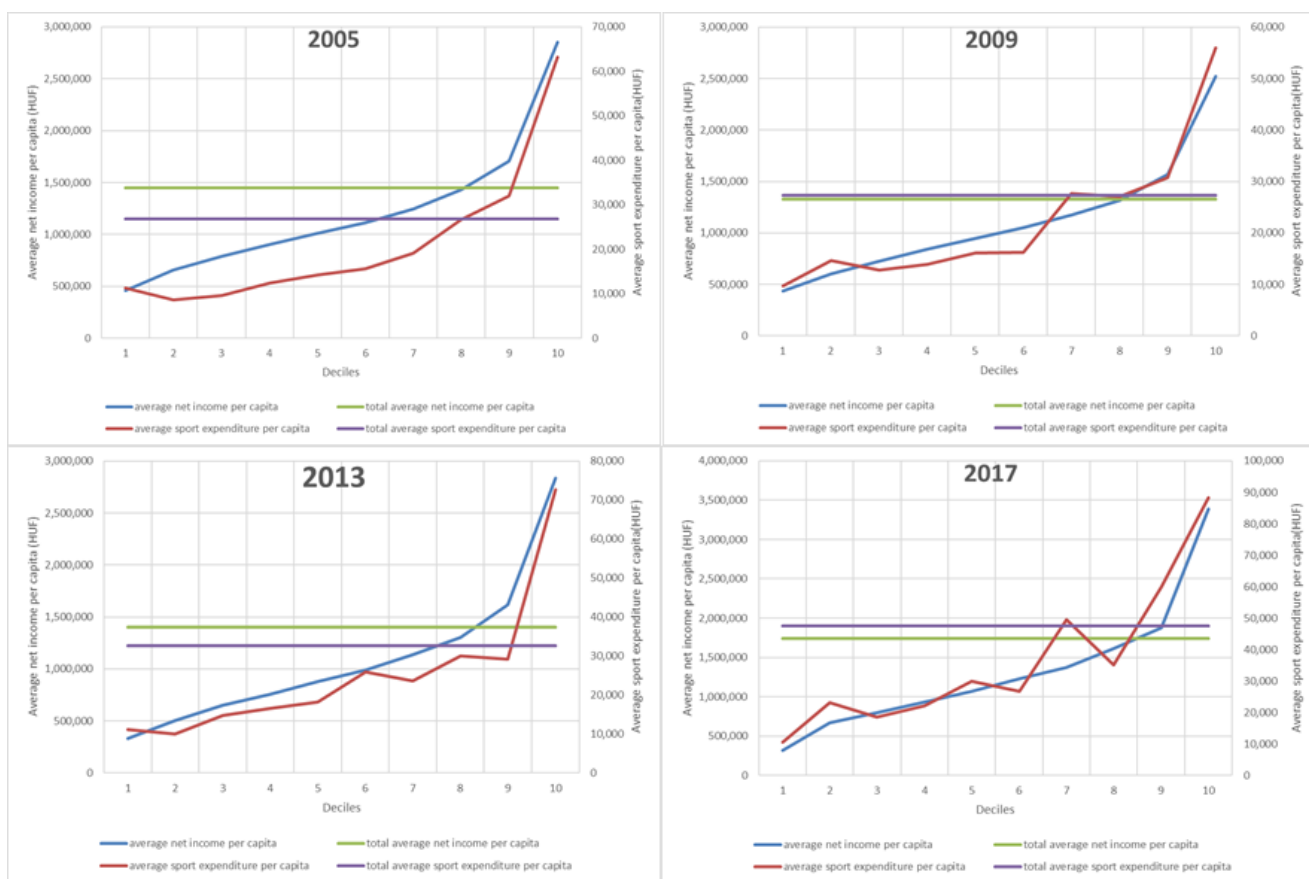 2005
Average net income per capita (HUF)
3,000,000
2,500,000
2,000,000
1,500,000
1,000,000
500,000
0
70,000
60,000
50,000
40,000
30,000
20,000
10,000
0
Average sport expenditure per capita(HUF)
1 2 3 4 5 6 7 8 9 10
Deciles
average net income per capita
total average net income per capita
average sport expenditure per capita
total average sport expenditure per capita
2009
Average net income per capita (HUF)
3,000,000
2,500,000
2,000,000
1,500,000
1,000,000
500,000
0
60,000
50,000
40,000
30,000
20,000
10,000
0
Average sport expenditure per capita(HUF)
1 2 3 4 5 6 7 8 9 10
Deciles
average net income per capita
total average net income per capita
average sport expenditure per capita
total average sport expenditure per capita
2013
Average net income per capita (HUF)
3,000,000
2,500,000
2,000,000
1,500,000
1,000,000
500,000
0
80,000
70,000
60,000
50,000
40,000
30,000
20,000
10,000
0
Average sport expenditure per capita(HUF)
1 2 3 4 5 6 7 8 9 10
Deciles
average net income per capita
total average net income per capita
average sport expenditure per capita
total average sport expenditure per capita
2017
Average net income per capita (HUF)
4,000,000
3,500,000
3,000,000
2,500,000
2,000,000
1,500,000
1,000,000
500,000
0
100,000
90,000
80,000
70,000
60,000
50,000
40,000
30,000
20,000
10,000
0
Average sport expenditure per capita(HUF)
1 2 3 4 5 6 7 8 9 10
Deciles
average net income per capita
total average net income per capita
average sport expenditure per capita
total average sport expenditure per capita